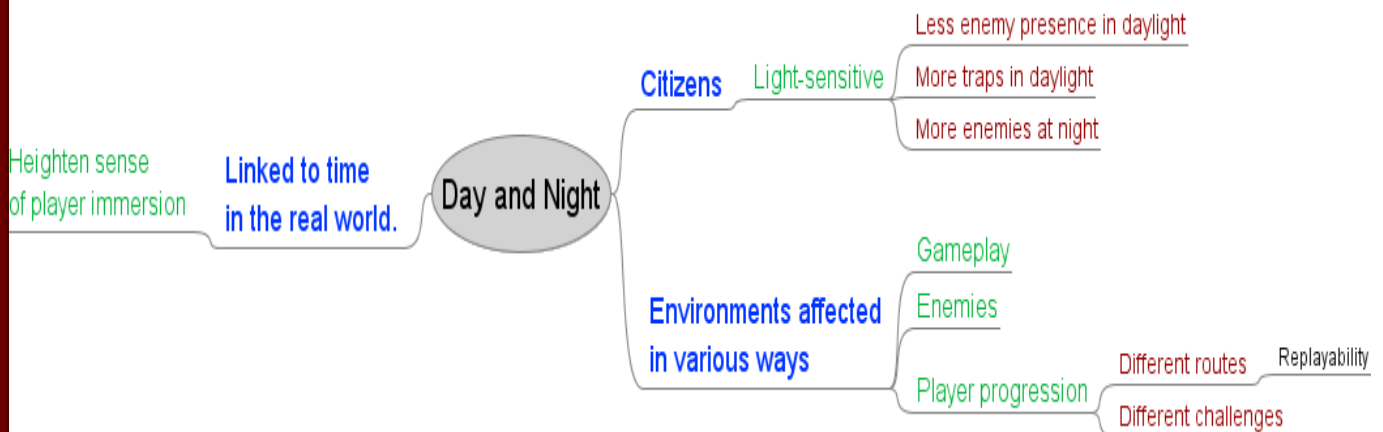 Less enemy presence in daylight
Citizens
Light-sensitive
More traps in daylight
More enemies at night
Heighten sense
of player immersion
Linked to time
in the real world.
Day and Night
Gameplay
Environments affected
in various ways
Enemies
Player progression
Different routes
Replayability
Different challenges